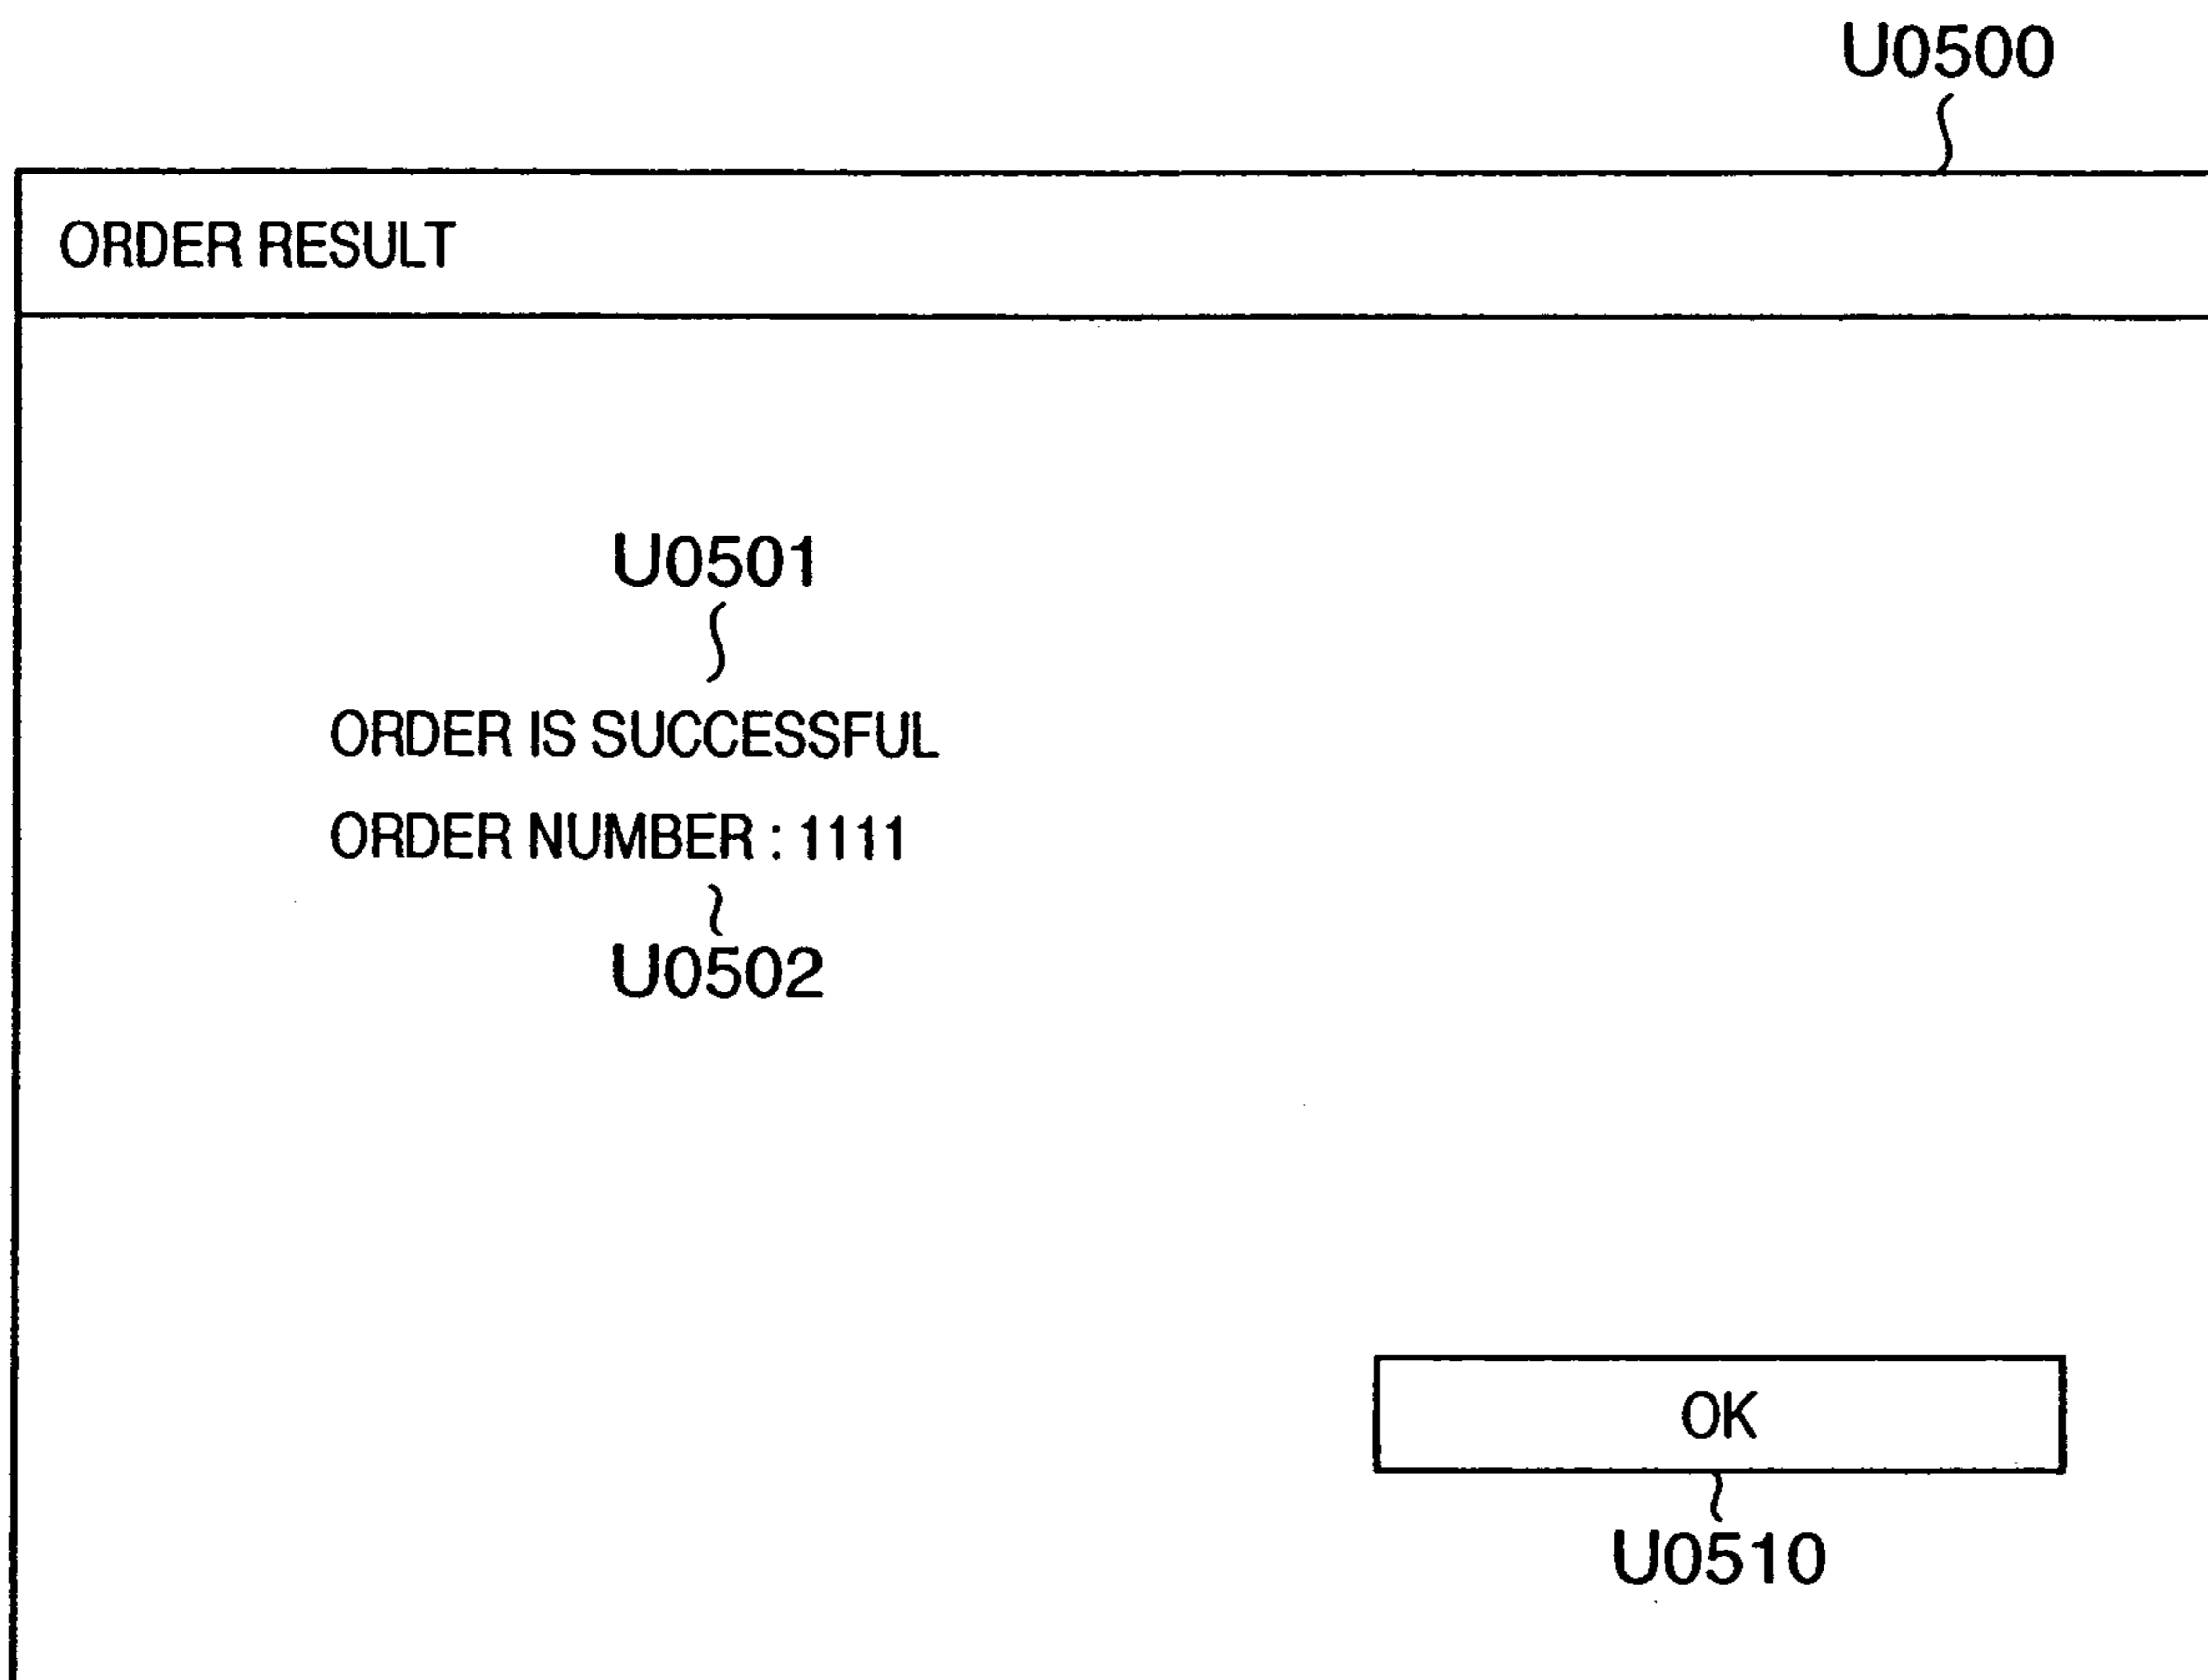 U0500
ORDER RESULT
U0501
ORDER IS SUCCESSFUL
ORDER NUMBER : 1111
U0502
OK
U0510